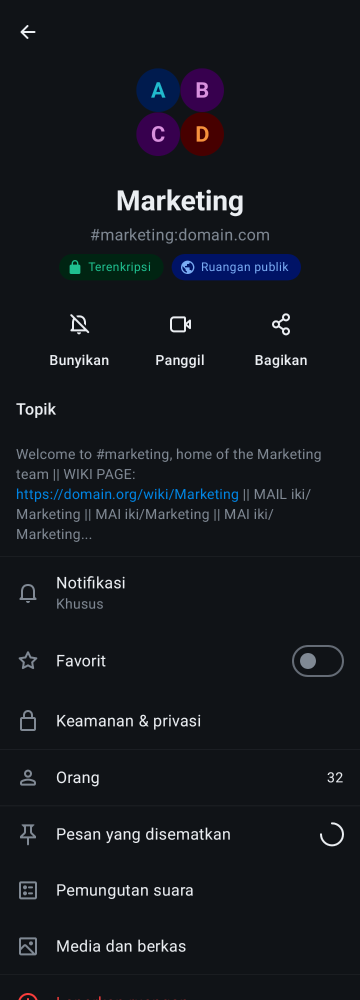 A B
C D
Marketing
#marketing:domain.com
Terenkripsi Ruangan publik
Bunyikan Panggil Bagikan
Topik
Welcome to #marketing, home of the Marketing
team || WIKI PAGE:
https://domain.org/wiki/Marketing || MAIL iki/
Marketing || MAI iki/Marketing || MAI iki/
Marketing...
Notifikasi
Khusus
Favorit
Keamanan & privasi
Orang 32
Pesan yang disematkan
Pemungutan suara
Media dan berkas